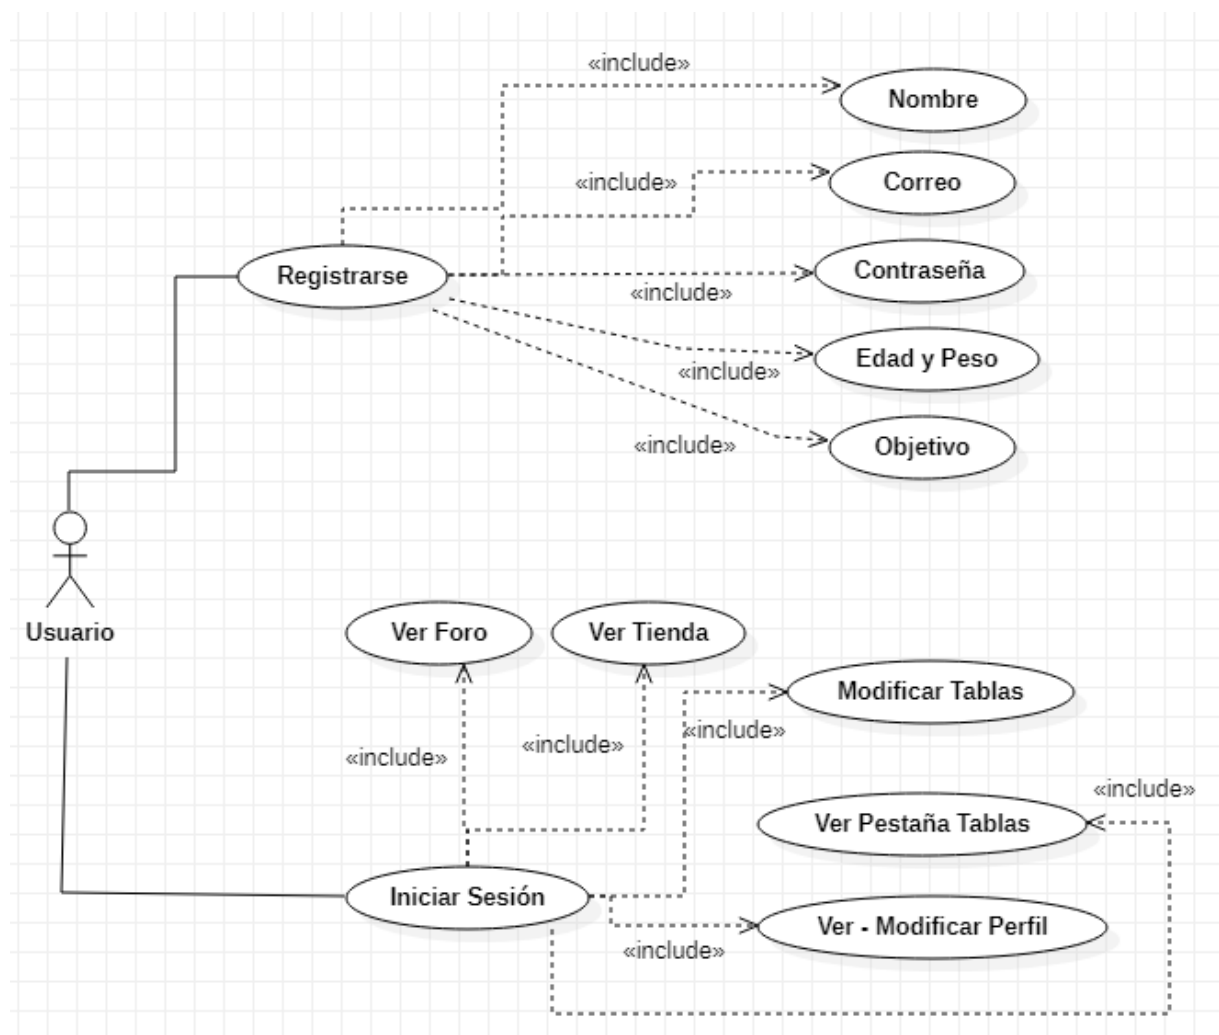 «include»
Nombre
«include»
Correo
Registrarse
Contraseña
«include»
Edad y Peso
«include»
Objetivo
«include»
Usuario
Ver Foro
Ver Tienda
Modificar Tablas
«include»
«include»
«include»
«include»
Ver Pestaña Tablas
Iniciar Sesión
Ver - Modificar Perfil
«include»